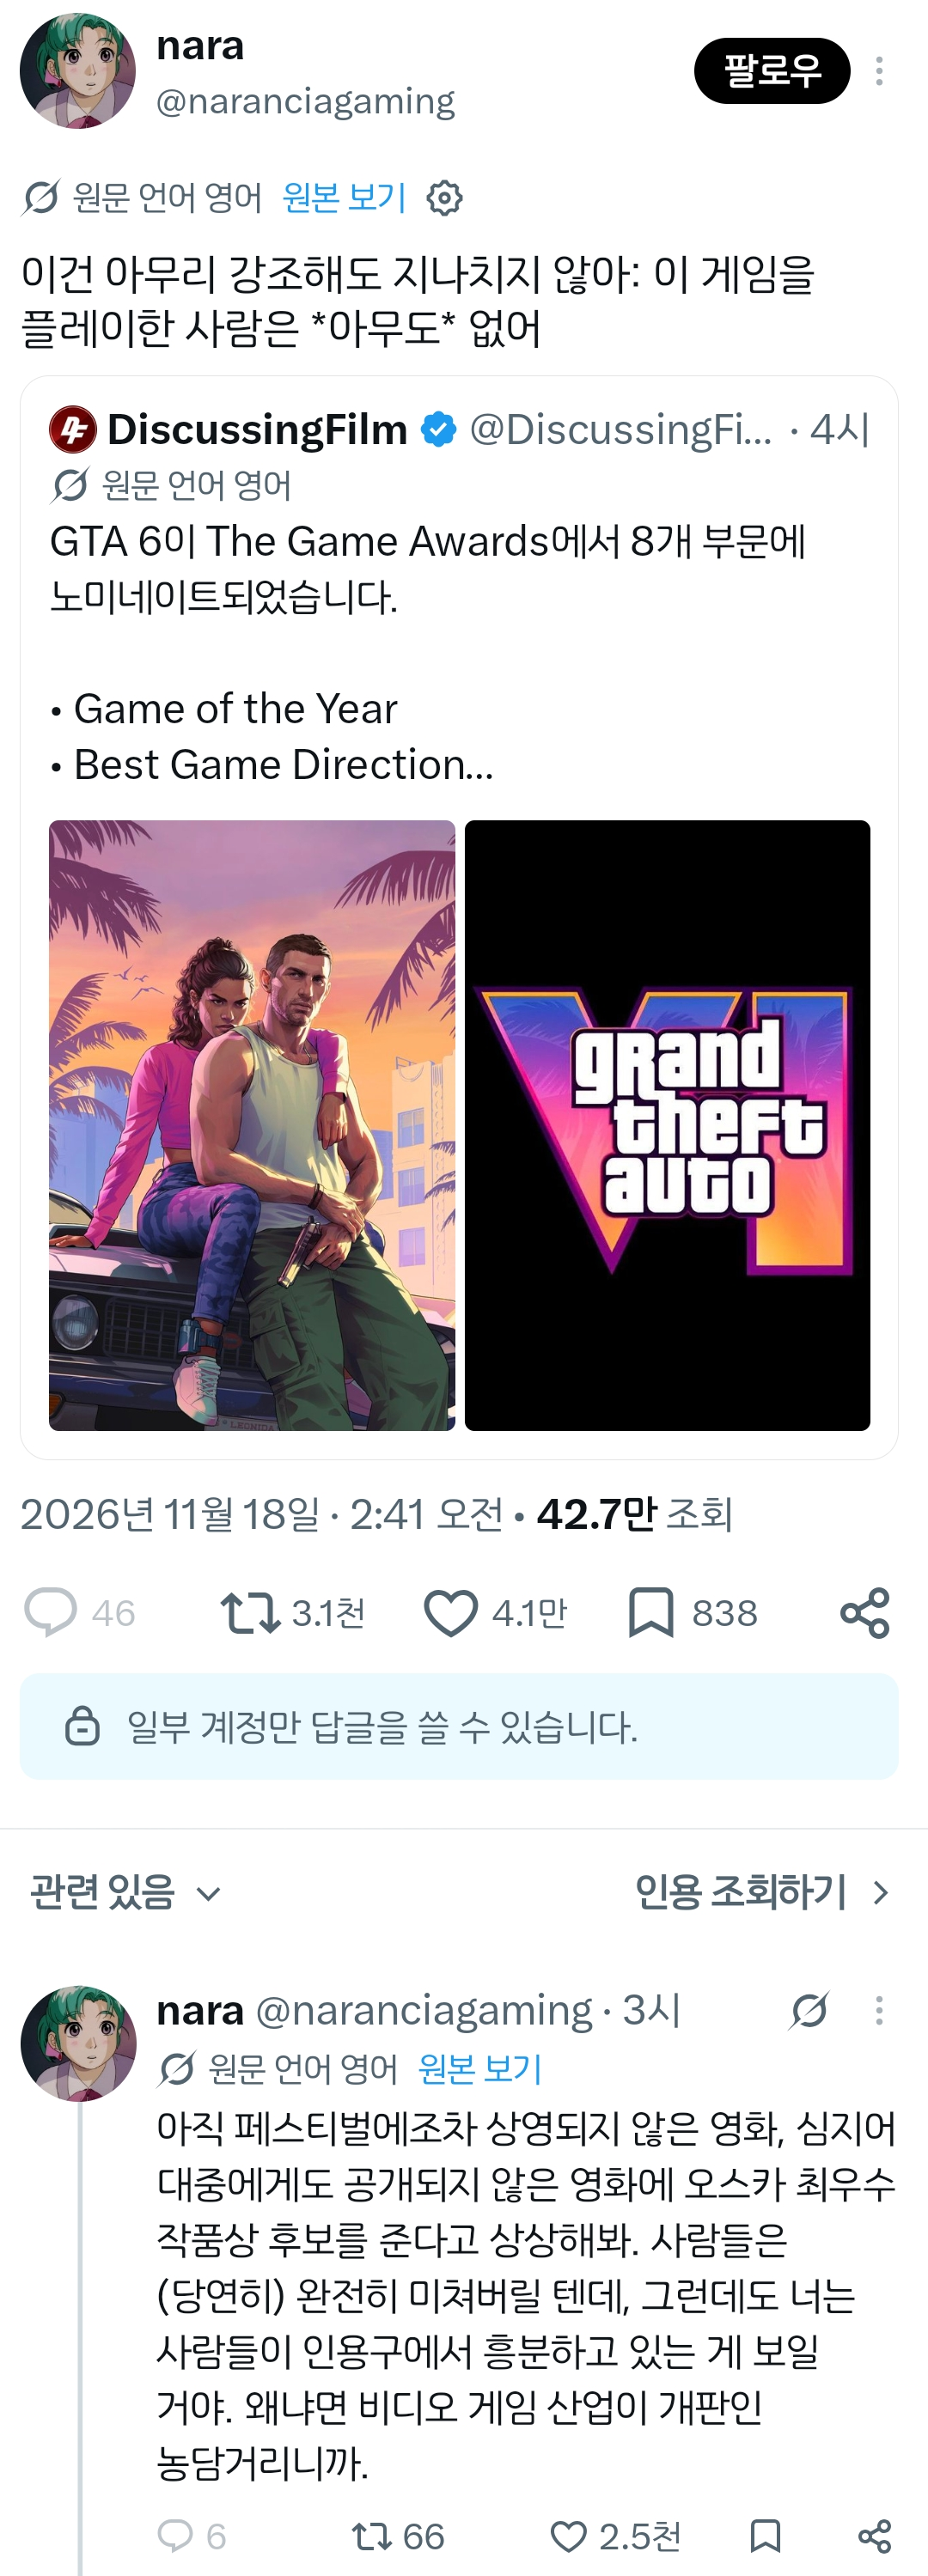 nara
@naranciagaming
팔로우
원문 언어 영어 원본 보기
이건 아무리 강조해도 지나치지 않아: 이 게임을
플레이한 사람은 *아무도* 없어
DiscussingFilm @DiscussingFi... · 4시
원문 언어 영어
GTA 6이 The Game Awards에서 8개 부문에
노미네이트되었습니다.
• Game of the Year
• Best Game Direction...
LEONIDA
VI
grand
theft
auto
2026년 11월 18일 · 2:41 오전 • 42.7만 조회
46 3.1천 4.1만 838
일부 계정만 답글을 쓸 수 있습니다.
관련 있음 인용 조회하기
nara @naranciagaming · 3시
원문 언어 영어 원본 보기
아직 페스티벌에조차 상영되지 않은 영화, 심지어
대중에게도 공개되지 않은 영화에 오스카 최우수
작품상 후보를 준다고 상상해봐. 사람들은
(당연히) 완전히 미쳐버릴 텐데, 그런데도 너는
사람들이 인용구에서 흥분하고 있는 게 보일
거야. 왜냐면 비디오 게임 산업이 개판인
농담거리니까.
6 66 2.5천